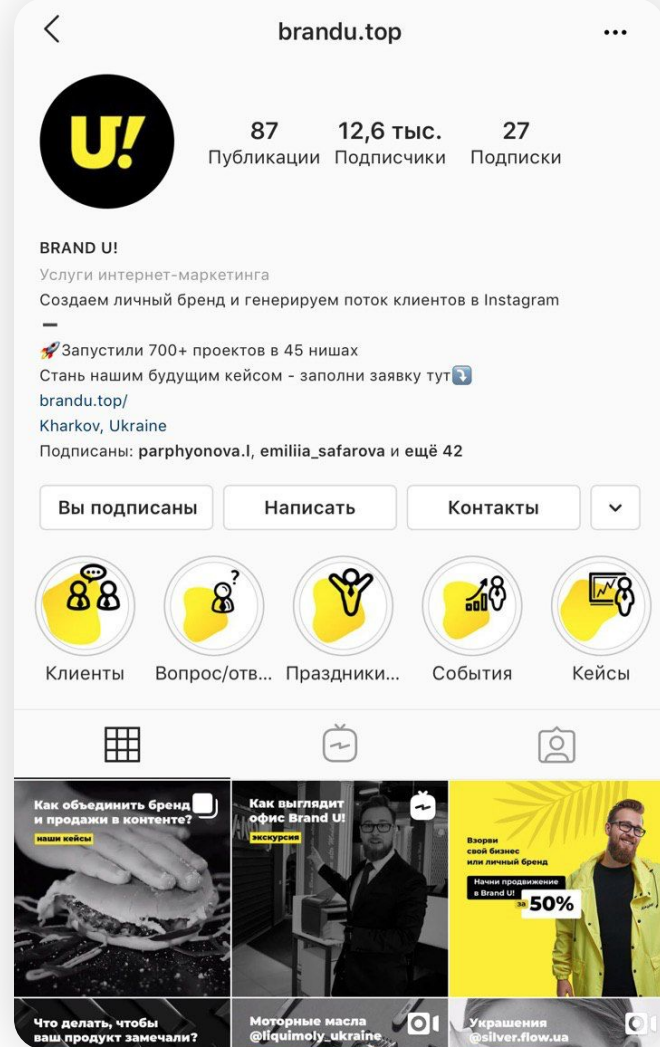 brandu.top
U!
87
12,6 тыс.
27
Публикации
Подписчики
Подписки
BRAND U!
Услуги интернет-маркетинга
Создаем личный бренд и генерируем поток клиентов в Instagram
—
🚀Запустили 700+ проектов в 45 нишах
Стань нашим будущим кейсом - заполни заявку тут⤵️
brandu.top/
Kharkov, Ukraine
Подписаны: parphyonova.l, emiliia_safarova и ещё 42
Вы подписаны
Написать
Контакты
Клиенты
Вопрос/отв...
Праздники...
События
Кейсы
Как объединить бренд
и продажи в контенте?
наши кейсы
Как выглядит
офис Brand U!
экскурсия
Взорви
свой бизнес
или личный бренд
Начни продвижение
в Brand U!
за 50%
Что делать, чтобы
ваш продукт замечали?
Моторные масла
@liquimoly_ukraine
Украшения
@silver.flow.ua